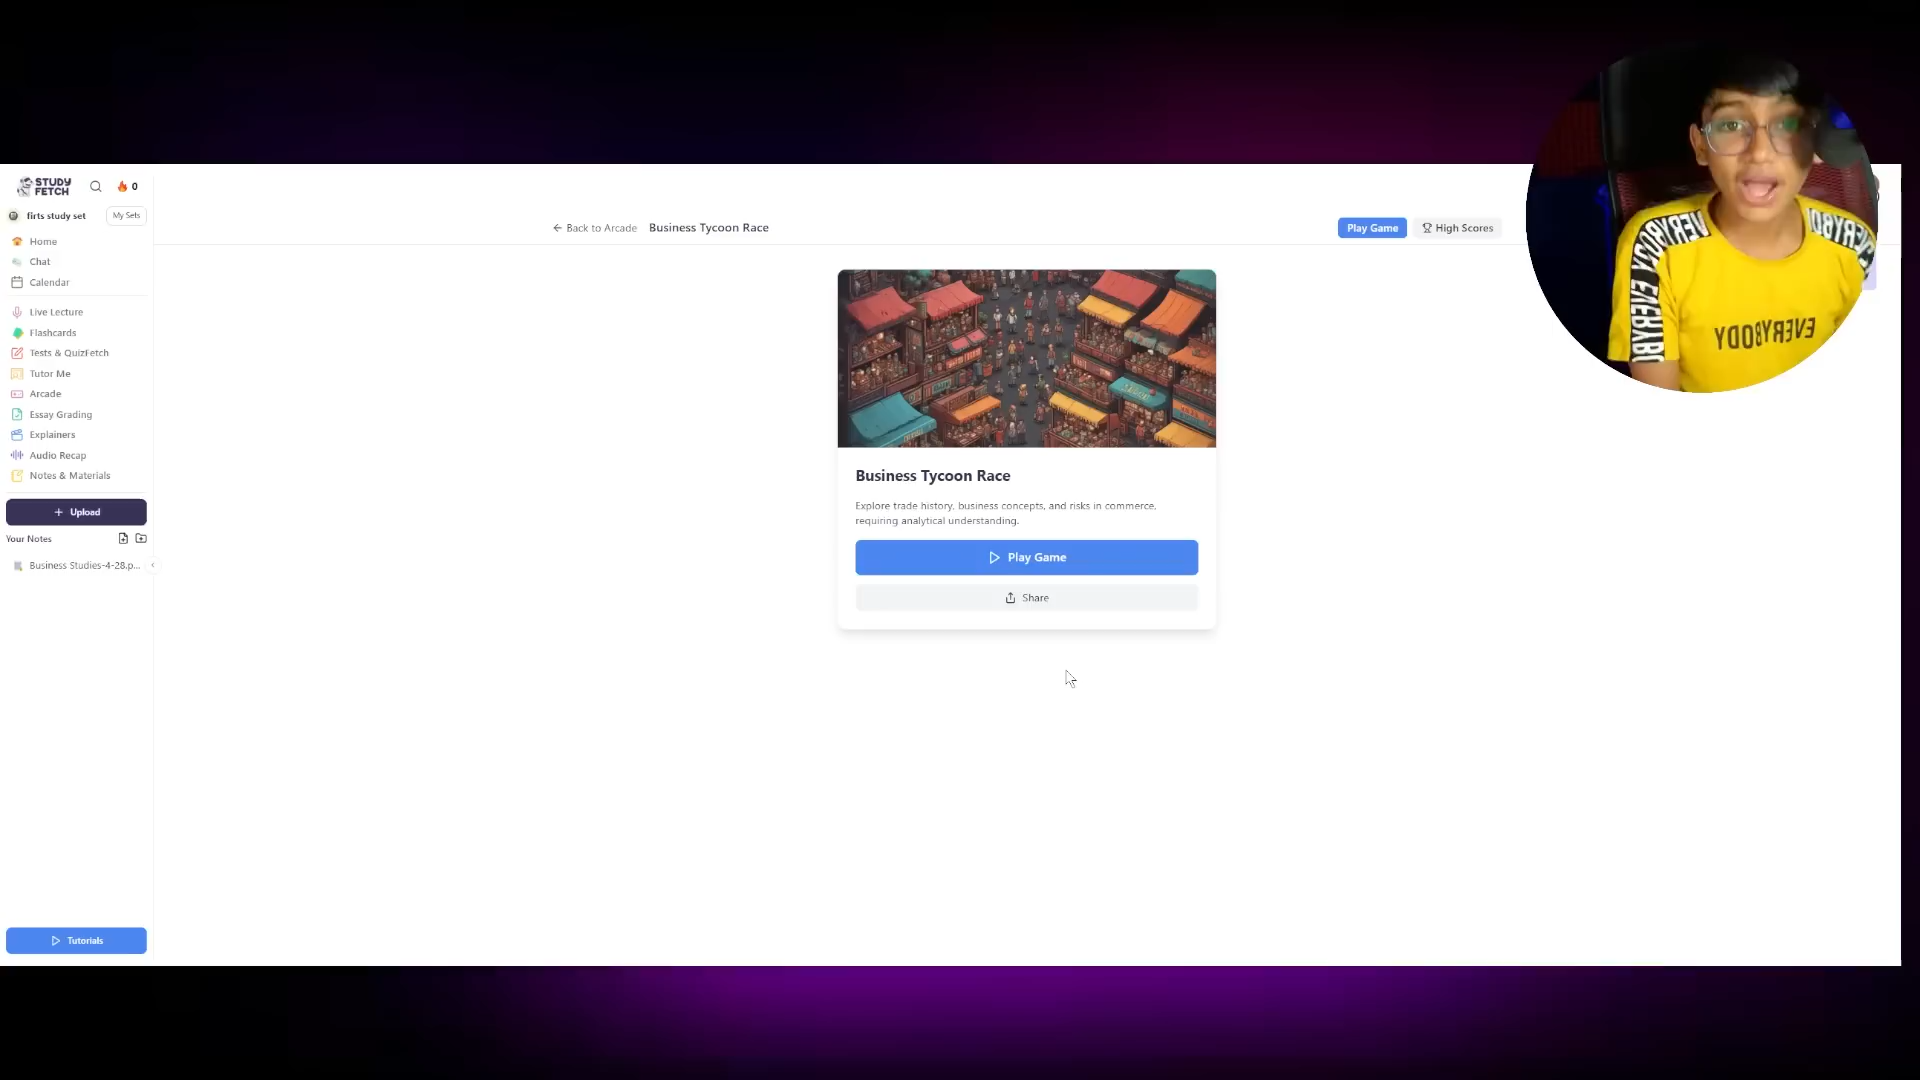 STUDY
FETCH
0
firts study set
My Sets
Home
Chat
Calendar
Live Lecture
Flashcards
Tests & QuizFetch
Tutor Me
Arcade
Essay Grading
Explainers
Audio Recap
Notes & Materials
+ Upload
Your Notes
Business Studies-4-28.p...
Tutorials
← Back to Arcade
Business Tycoon Race
Play Game
High Scores
Business Tycoon Race
Explore trade history, business concepts, and risks in commerce,
requiring analytical understanding.
Play Game
Share
EVERYBODY
EVERYBODY